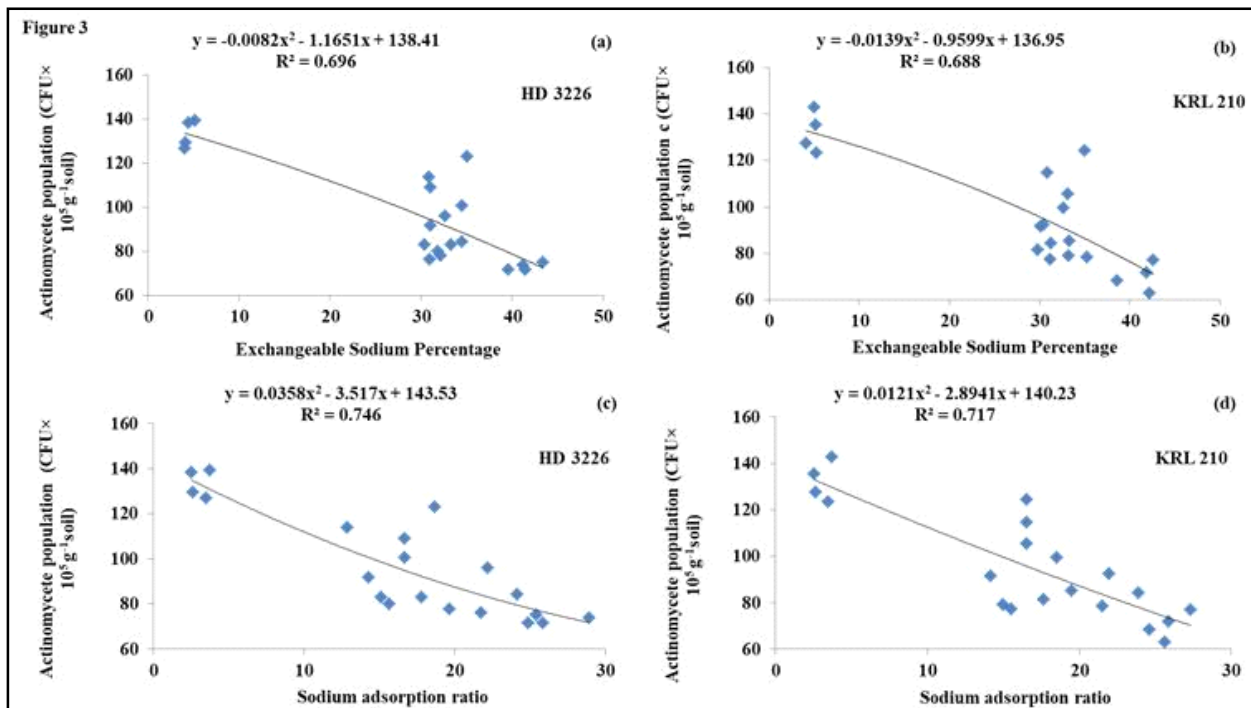 Figure 3
y = -0.0082x² - 1.1651x + 138.41
R² = 0.696
(a)
HD 3226
Actinomycete population (CFU×
10⁵ g⁻¹soil)
160
140
120
100
80
60
0 10 20 30 40 50
Exchangeable Sodium Percentage
y = -0.0139x² - 0.9599x + 136.95
R² = 0.688
(b)
KRL 210
Actinomycete population c (CFU×
10⁵ g⁻¹soil)
160
140
120
100
80
60
0 10 20 30 40 50
Exchangeable Sodium Percentage
y = 0.0358x² - 3.517x + 143.53
R² = 0.746
(c)
HD 3226
Actinomycete population (CFU×
10⁵ g⁻¹soil)
160
140
120
100
80
60
0 10 20 30
Sodium adsorption ratio
y = 0.0121x² - 2.8941x + 140.23
R² = 0.717
(d)
KRL 210
Actinomycete population (CFU×
10⁵ g⁻¹soil)
160
140
120
100
80
60
0 10 20 30
Sodium adsorption ratio